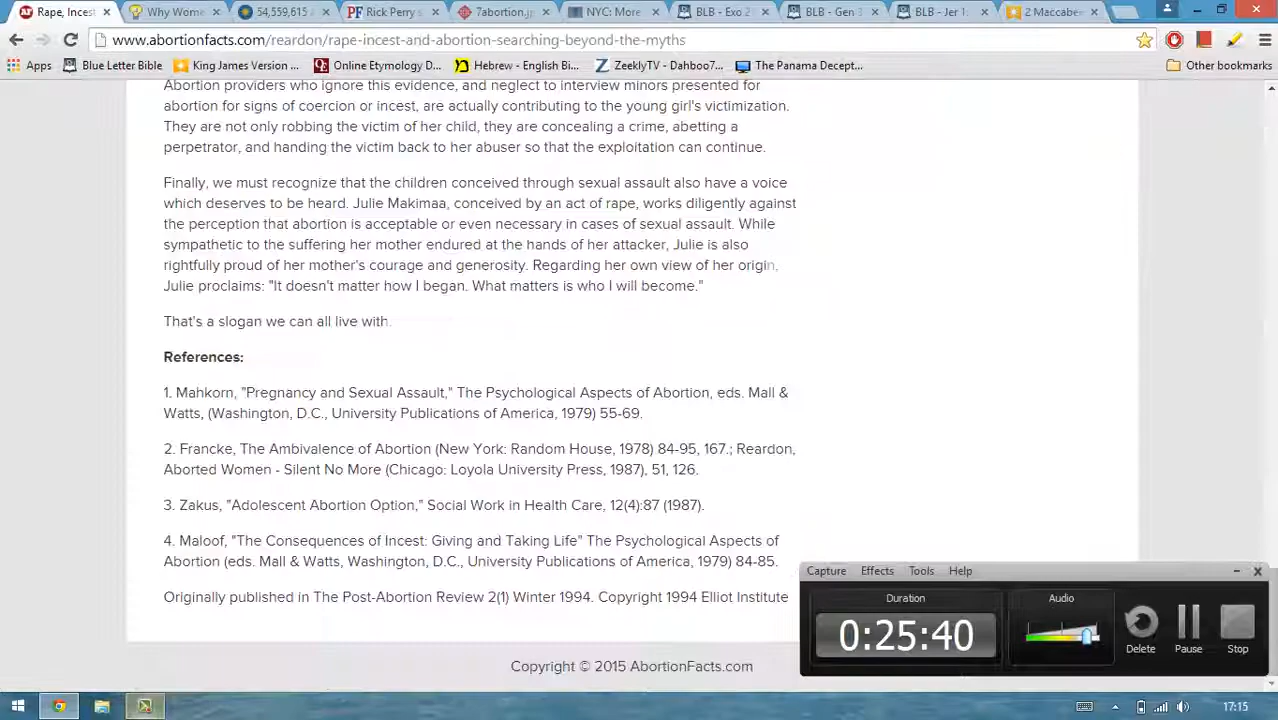 Rape, Incest
Why Wome
54,559,615
Rick Perry s
7abortion.jp
NYC: More
BLB - Exo 2
BLB - Gen 3
BLB - Jer 1:
2 Maccabe
www.abortionfacts.com/reardon/rape-incest-and-abortion-searching-beyond-the-myths
Apps
Blue Letter Bible
King James Version ...
Online Etymology D...
Hebrew - English Bi...
ZeeklyTV - Dahboo7...
The Panama Decept...
Other bookmarks
Abortion providers who ignore this evidence, and neglect to interview minors presented for
abortion for signs of coercion or incest, are actually contributing to the young girl's victimization.
They are not only robbing the victim of her child, they are concealing a crime, abetting a
perpetrator, and handing the victim back to her abuser so that the exploitation can continue.
Finally, we must recognize that the children conceived through sexual assault also have a voice
which deserves to be heard. Julie Makimaa, conceived by an act of rape, works diligently against
the perception that abortion is acceptable or even necessary in cases of sexual assault. While
sympathetic to the suffering her mother endured at the hands of her attacker, Julie is also
rightfully proud of her mother's courage and generosity. Regarding her own view of her origin,
Julie proclaims: "It doesn't matter how I began. What matters is who I will become."
That's a slogan we can all live with.
References:
1. Mahkorn, "Pregnancy and Sexual Assault," The Psychological Aspects of Abortion, eds. Mall &
Watts, (Washington, D.C., University Publications of America, 1979) 55-69.
2. Francke, The Ambivalence of Abortion (New York: Random House, 1978) 84-95, 167.; Reardon,
Aborted Women - Silent No More (Chicago: Loyola University Press, 1987), 51, 126.
3. Zakus, "Adolescent Abortion Option," Social Work in Health Care, 12(4):87 (1987).
4. Maloof, "The Consequences of Incest: Giving and Taking Life" The Psychological Aspects of
Abortion (eds. Mall & Watts, Washington, D.C., University Publications of America, 1979) 84-85.
Originally published in The Post-Abortion Review 2(1) Winter 1994. Copyright 1994 Elliot Institute
Copyright © 2015 AbortionFacts.com
Capture
Effects
Tools
Help
Duration
Audio
0:25:40
Delete
Pause
Stop
17:15